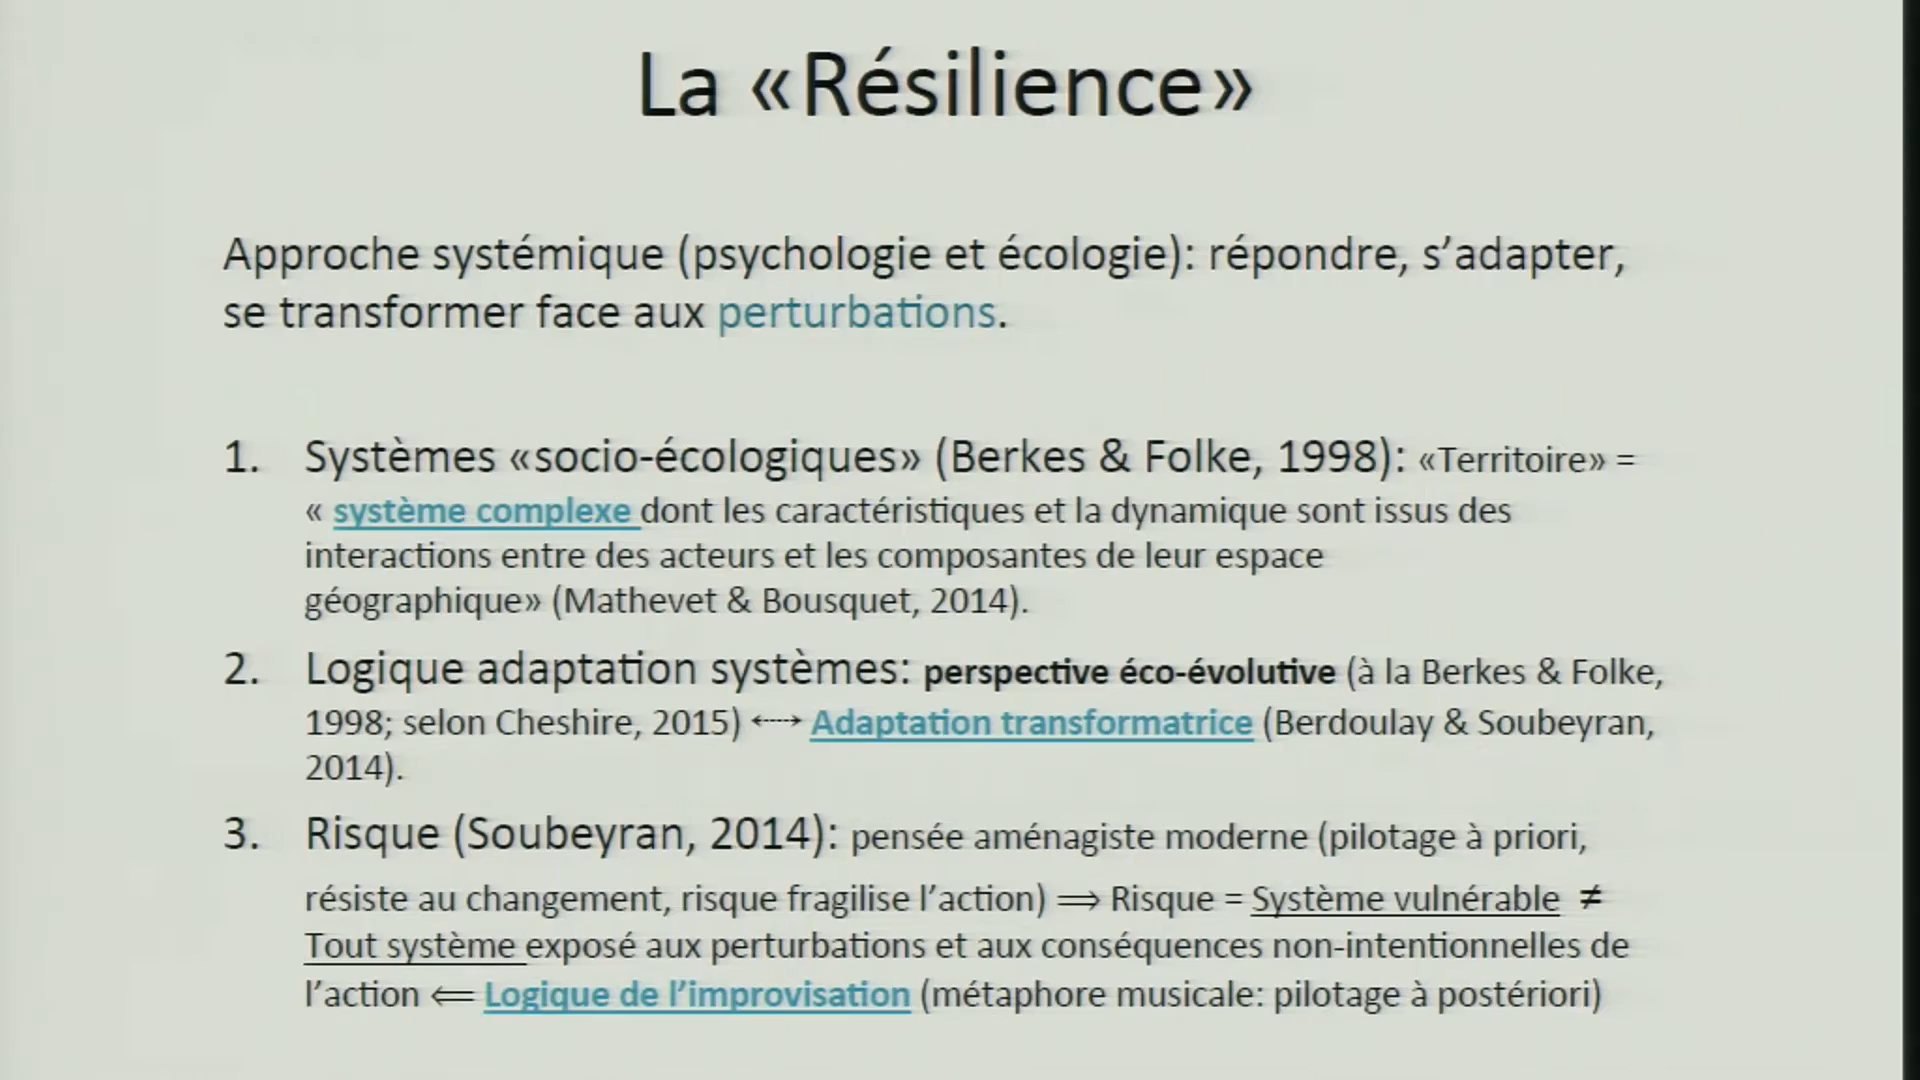 La «Résilience»
Approche systémique (psychologie et écologie): répondre, s’adapter,
se transformer face aux perturbations.
1. Systèmes «socio-écologiques» (Berkes & Folke, 1998): «Territoire» =
« système complexe dont les caractéristiques et la dynamique sont issus des
interactions entre des acteurs et les composantes de leur espace
géographique» (Mathevet & Bousquet, 2014).
2. Logique adaptation systèmes: perspective éco-évolutive (à la Berkes & Folke,
1998; selon Cheshire, 2015) ⟷ Adaptation transformatrice (Berdoulay & Soubeyran,
2014).
3. Risque (Soubeyran, 2014): pensée aménagiste moderne (pilotage à priori,
résiste au changement, risque fragilise l’action) ⟹ Risque = Système vulnérable ≠
Tout système exposé aux perturbations et aux conséquences non-intentionnelles de
l’action ⟸ Logique de l’improvisation (métaphore musicale: pilotage à postériori)